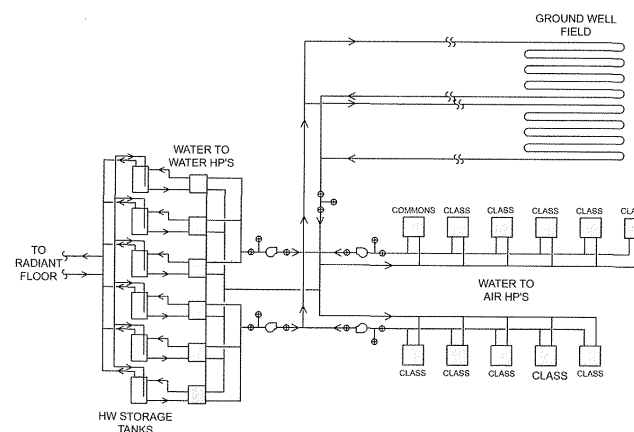 GROUND WELL
FIELD
WATER TO
WATER HP'S
COMMONS CLASS CLASS CLASS CLASS
TO
RADIANT
FLOOR
WATER TO
AIR HP'S
CLASS CLASS CLASS CLASS CLASS
HW STORAGE
TANKS